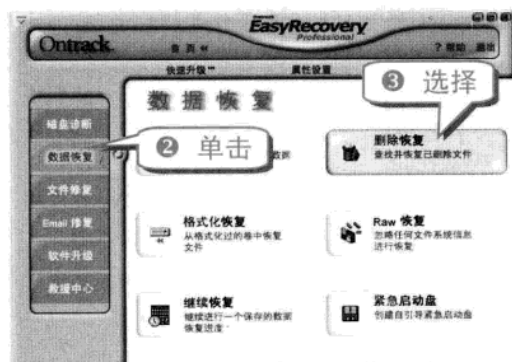 EasyRecovery
Professional
Ontrack
首页
? 帮助 退出
快速升级
属性设置
❸ 选择
数据恢复
磁盘诊断
数据恢复
文件修复
Email 修复
软件升级
救援中心
❷ 单击
数据
删除恢复
查找并恢复已删除文件
格式化恢复
从格式化过的卷中恢复
文件
Raw 恢复
忽略任何文件系统信息
进行恢复
继续恢复
继续进行一个保存的数据
恢复进度
紧急启动盘
创建自引导紧急启动盘